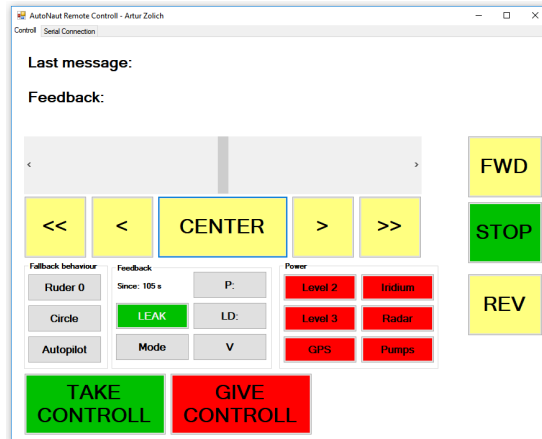 AutoNaut Remote Controll - Artur Zolich
Controll Serial Connection
Last message:
Feedback:
< >
FWD
<< < CENTER > >>
STOP
Fallback behaviour
Ruder 0
Circle
Autopilot
Feedback
Since: 105 s P:
LEAK LD:
Mode V
Power
Level 2 Iridium
Level 3 Radar
GPS Pumps
REV
TAKE
CONTROLL
GIVE
CONTROLL